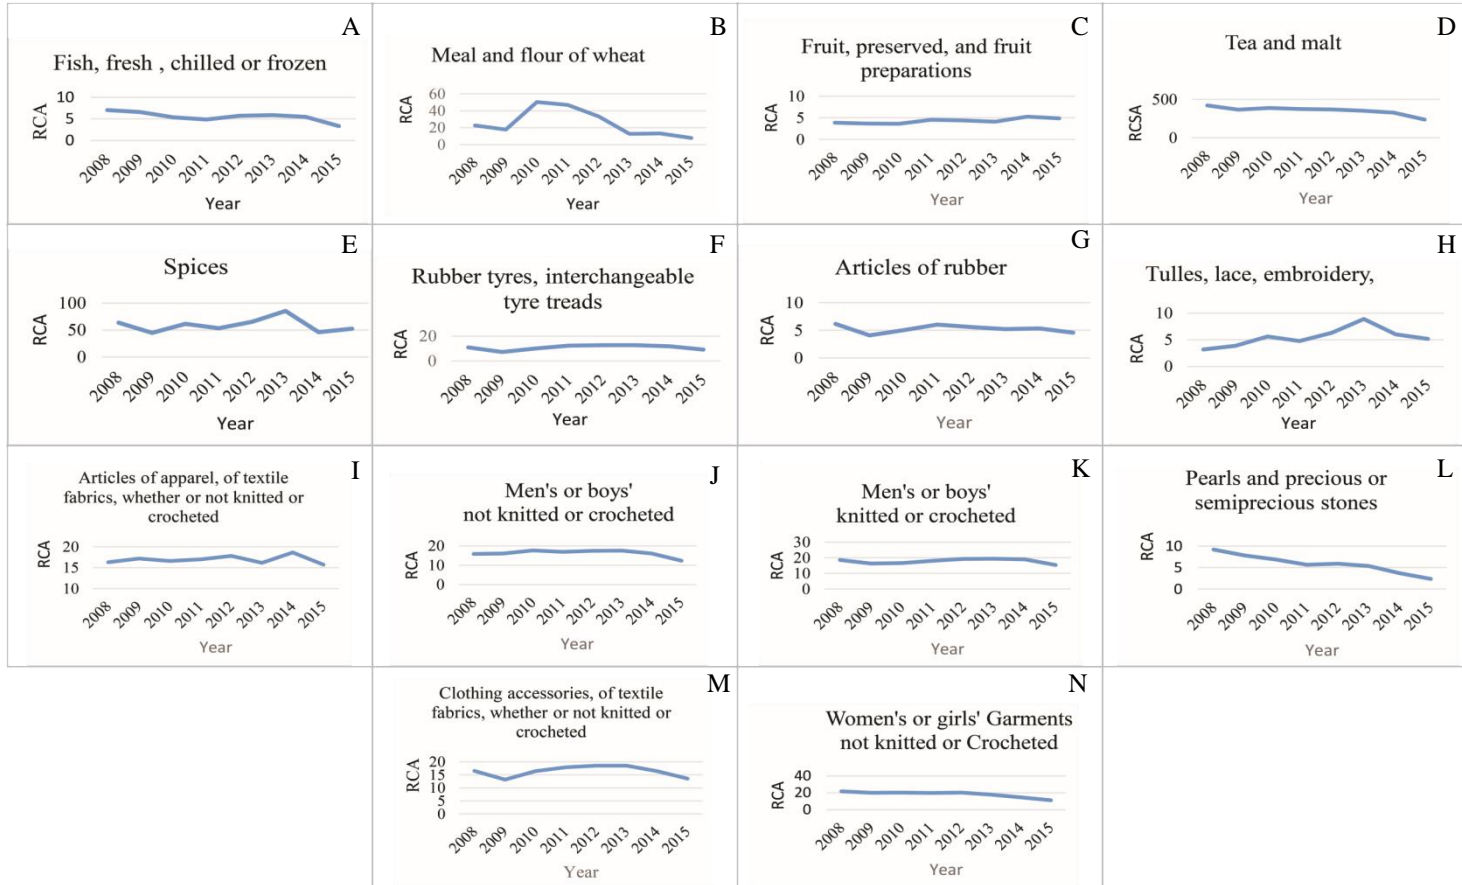 A
Fish, fresh , chilled or frozen
RCA
10
5
0
2008 2009 2010 2011 2012 2013 2014 2015
Year
B
Meal and flour of wheat
RCA
60
40
20
0
2008 2009 2010 2011 2012 2013 2014 2015
Year
C
Fruit, preserved, and fruit
preparations
RCA
10
5
0
2008 2009 2010 2011 2012 2013 2014 2015
Year
D
Tea and malt
RCSA
500
0
2008 2009 2010 2011 2012 2013 2014 2015
Year
E
Spices
RCA
100
50
0
2008 2009 2010 2011 2012 2013 2014 2015
Year
F
Rubber tyres, interchangeable
tyre treads
RCA
20
0
2008 2009 2010 2011 2012 2013 2014 2015
Year
G
Articles of rubber
RCA
10
5
0
2008 2009 2010 2011 2012 2013 2014 2015
Year
H
Tulles, lace, embroidery,
RCA
10
5
0
2008 2009 2010 2011 2012 2013 2014 2015
Year
I
Articles of apparel, of textile
fabrics, whether or not knitted or
crocheted
RCA
20
15
10
2008 2009 2010 2011 2012 2013 2014 2015
Year
J
Men's or boys'
not knitted or crocheted
RCA
20
10
0
2008 2009 2010 2011 2012 2013 2014 2015
Year
K
Men's or boys'
knitted or crocheted
RCA
30
20
10
0
2008 2009 2010 2011 2012 2013 2014 2015
Year
L
Pearls and precious or
semiprecious stones
RCA
10
5
0
2008 2009 2010 2011 2012 2013 2014 2015
Year
M
Clothing accessories, of textile
fabrics, whether or not knitted or
crocheted
RCA
20
15
10
5
0
2008 2009 2010 2011 2012 2013 2014 2015
Year
N
Women's or girls' Garments
not knitted or Crocheted
RCA
40
20
0
2008 2009 2010 2011 2012 2013 2014 2015
Year